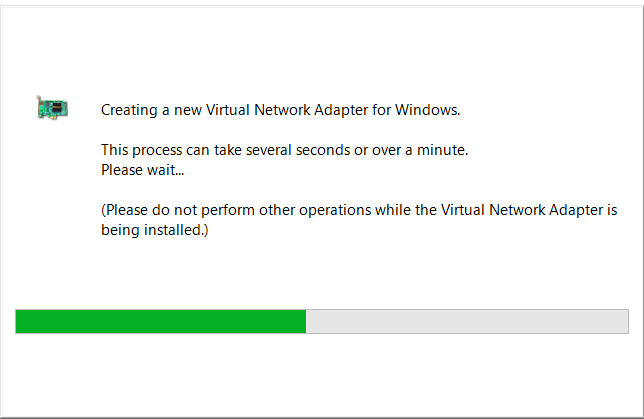 Creating a new Virtual Network Adapter for Windows.
This process can take several seconds or over a minute.
Please wait...
(Please do not perform other operations while the Virtual Network Adapter is
being installed.)